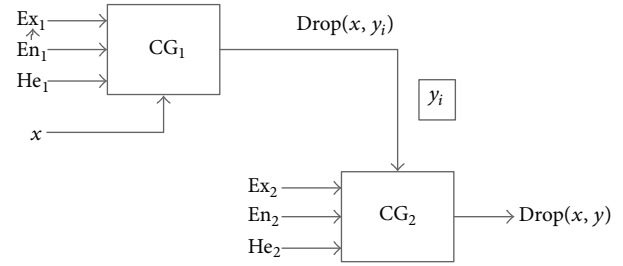 Ex₁
En₁
He₁
x
CG₁
Drop(x, yᵢ)
yᵢ
Ex₂
En₂
He₂
CG₂
Drop(x, y)